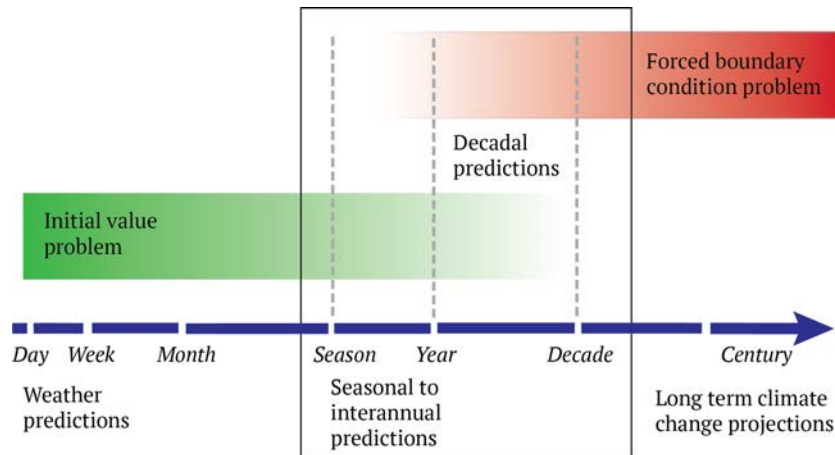 Forced boundary
condition problem
Decadal
predictions
Initial value
problem
Day Week Month Season Year Decade Century
Weather
predictions
Seasonal to
interannual
predictions
Long term climate
change projections